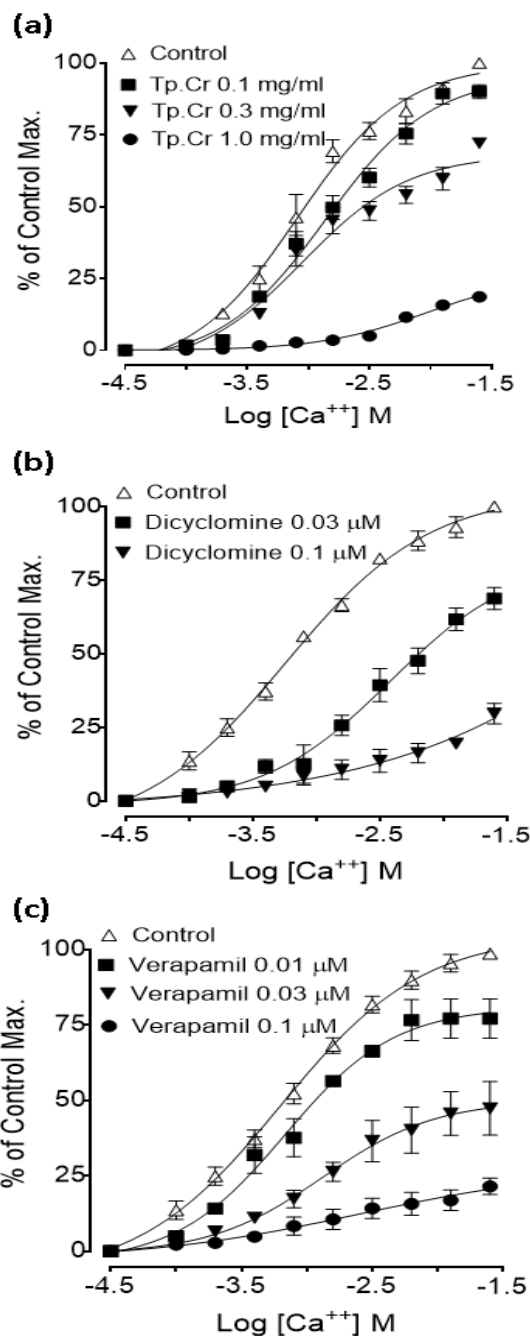 (a)
△ Control
■ Tp.Cr 0.1 mg/ml
▼ Tp.Cr 0.3 mg/ml
● Tp.Cr 1.0 mg/ml
% of Control Max.
100
75
50
25
0
-4.5 -3.5 -2.5 -1.5
Log [Ca⁺⁺] M
(b)
△ Control
■ Dicyclomine 0.03 µM
▼ Dicyclomine 0.1 µM
% of Control Max.
100
75
50
25
0
-4.5 -3.5 -2.5 -1.5
Log [Ca⁺⁺] M
(c)
△ Control
■ Verapamil 0.01 µM
▼ Verapamil 0.03 µM
● Verapamil 0.1 µM
% of Control Max.
100
75
50
25
0
-4.5 -3.5 -2.5 -1.5
Log [Ca⁺⁺] M